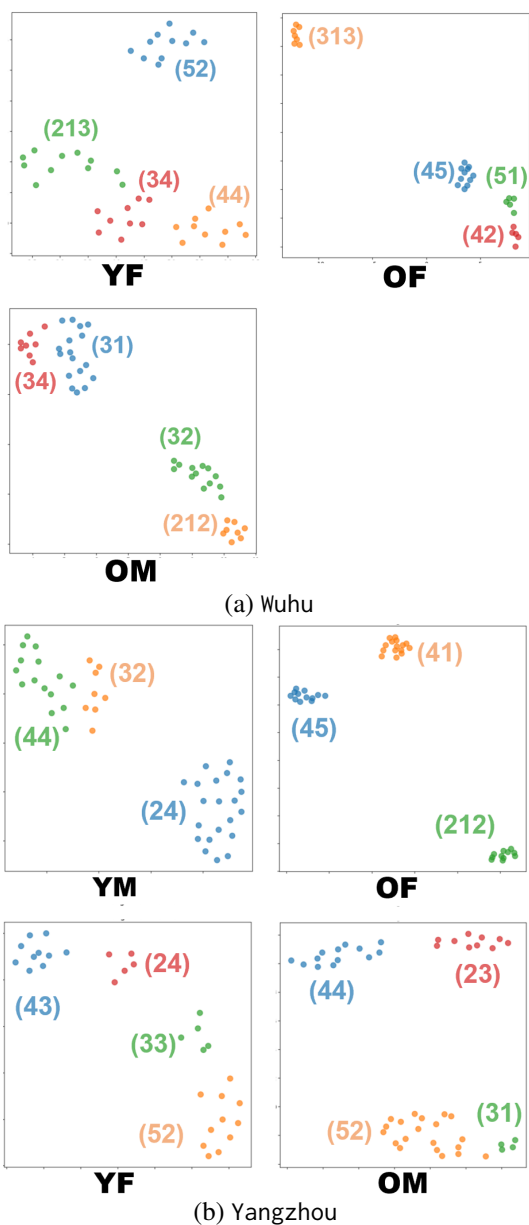 (52)
(213)
(34)
(44)
YF
(313)
(45)
(51)
(42)
OF
(31)
(34)
(32)
(212)
OM
(a) Wuhu
(32)
(44)
(24)
YM
(41)
(45)
(212)
OF
(24)
(43)
(33)
(52)
YF
(23)
(44)
(31)
(52)
OM
(b) Yangzhou